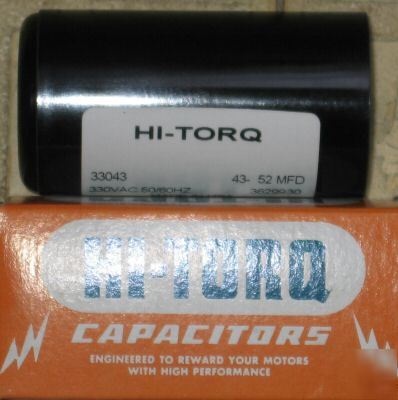 HI-TORQ
33043 43- 52 MFD
330VAC 50/60HZ 3629930
HI-TORQ
CAPACITORS
ENGINEERED TO REWARD YOUR MOTORS
WITH HIGH PERFORMANCE